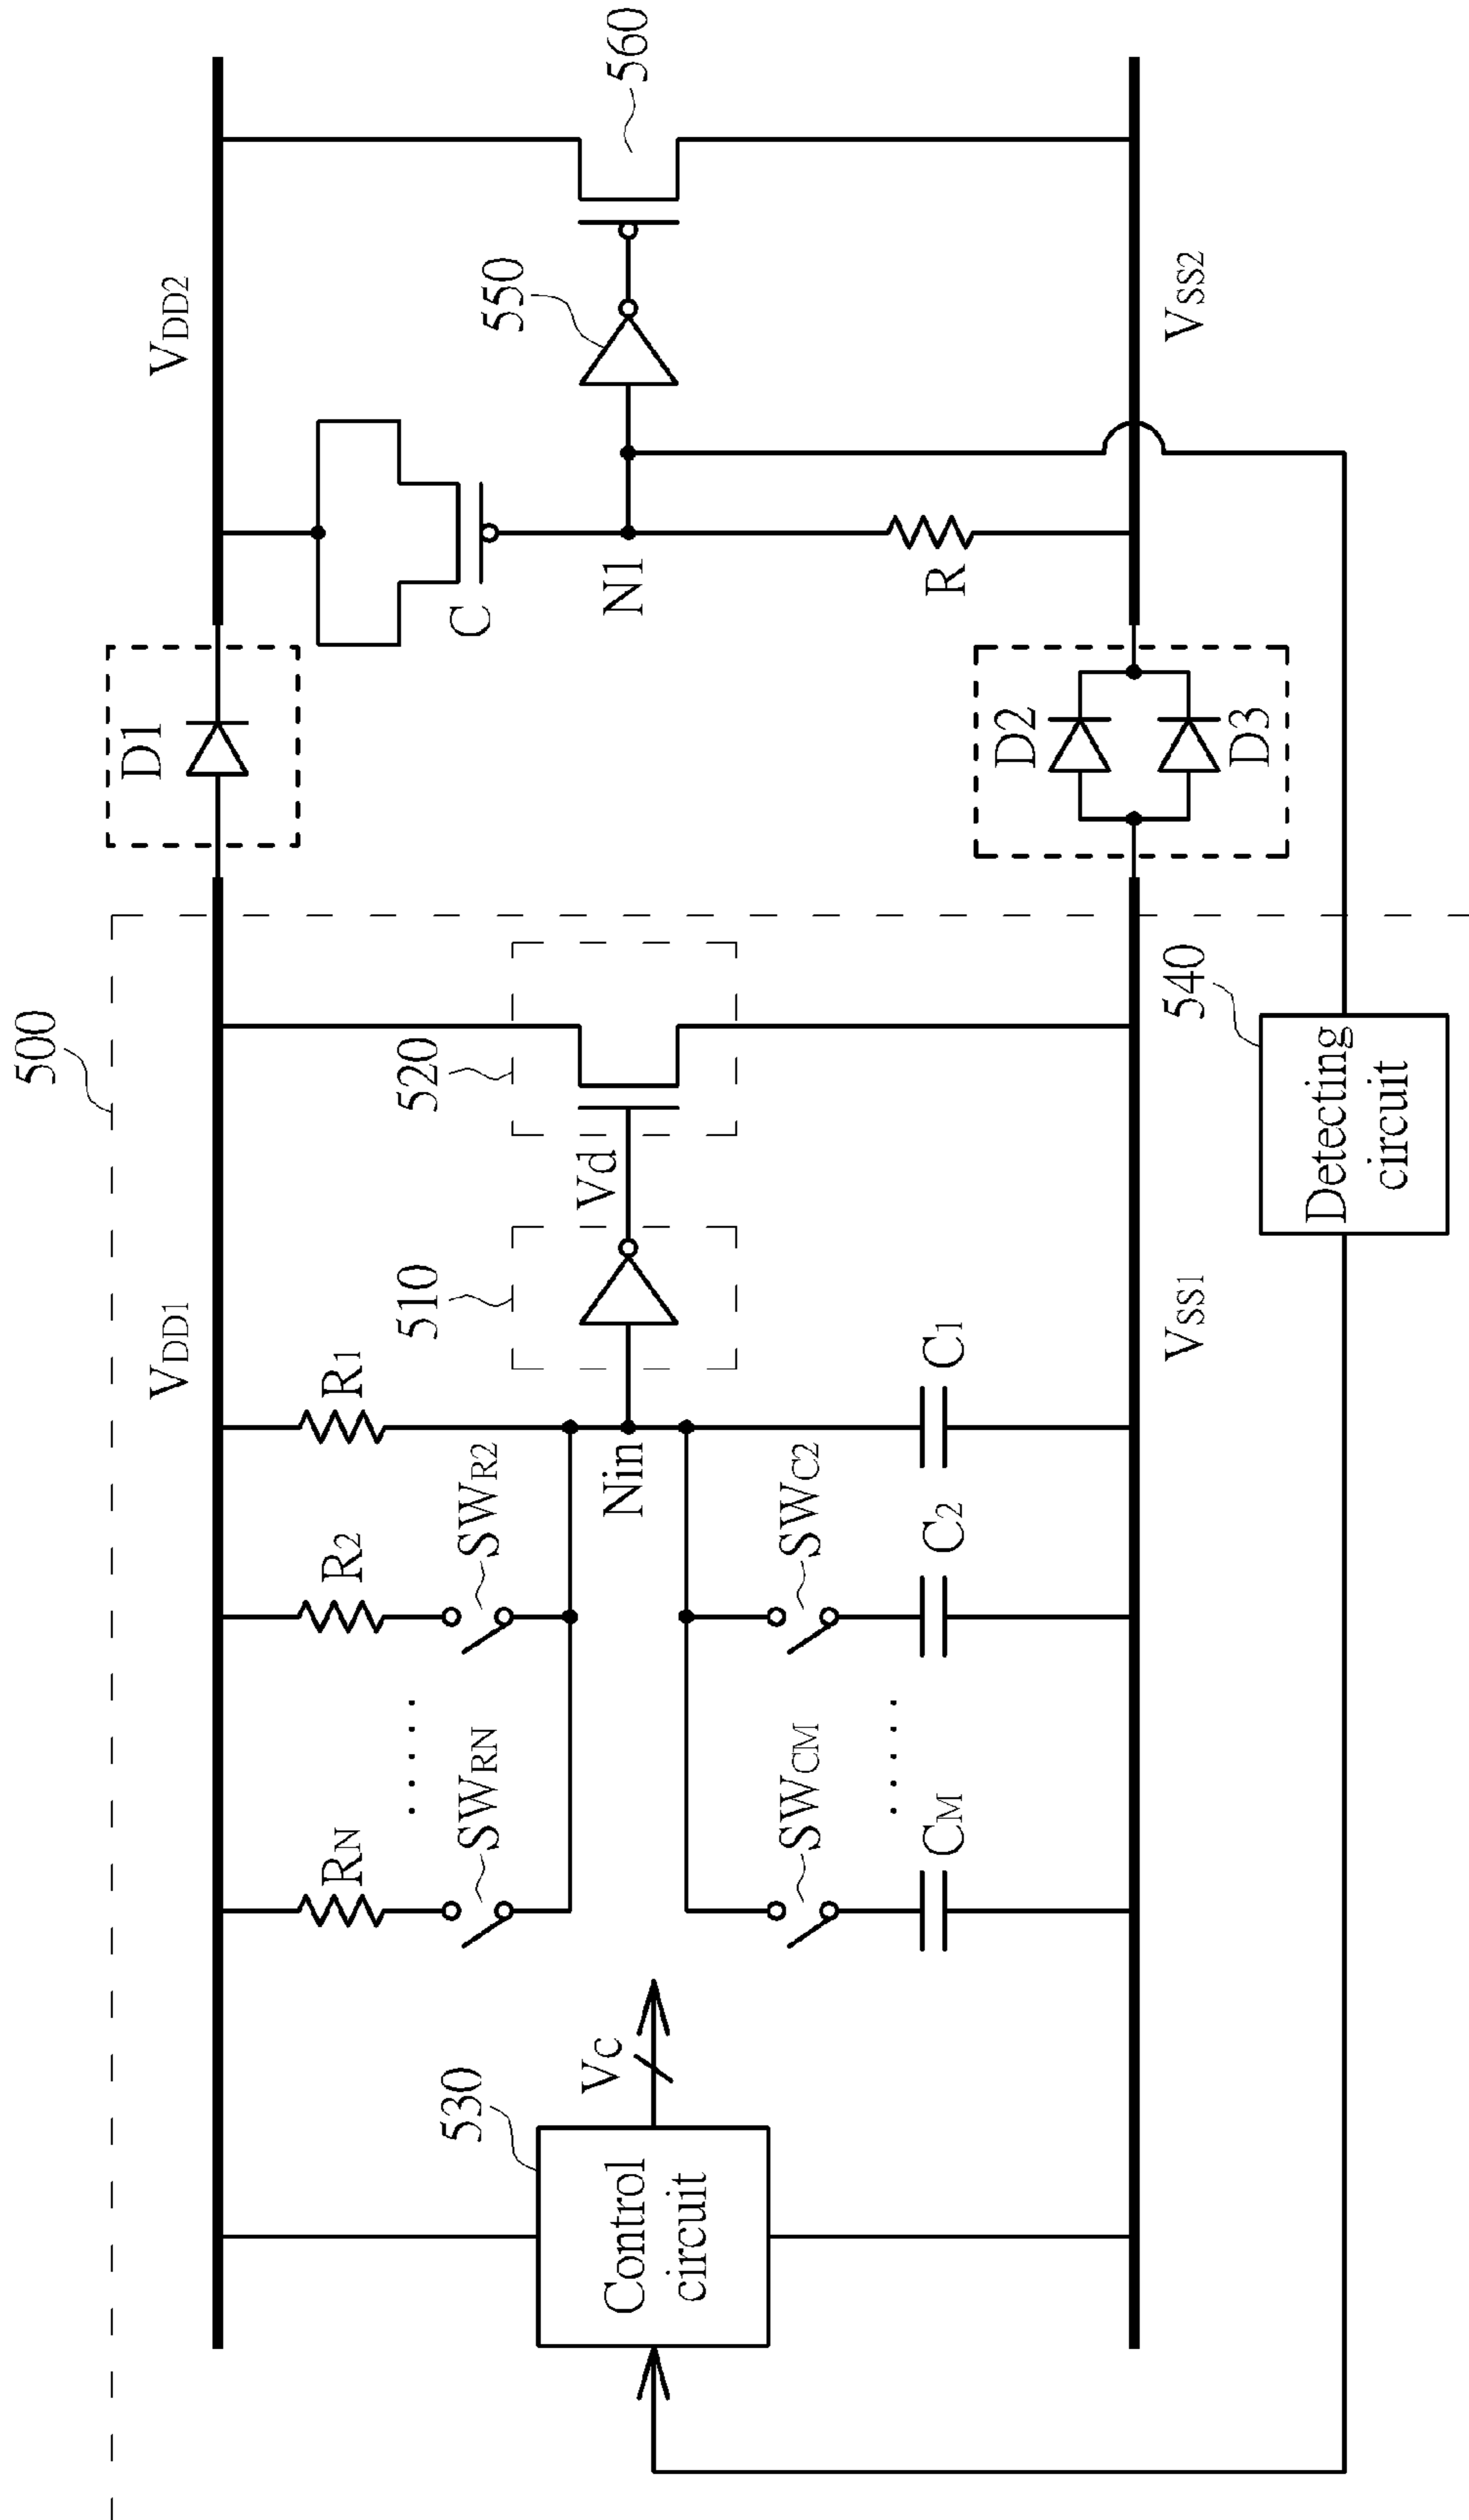 500
VDD1
D1
VDD2
RN
R2
R1
SWRN
SWR2
530
510
520
C
550
Control
circuit
Vc
Nin
Vd
N1
560
SWCM
SWC2
CM
C2
C1
R
D2
D3
VSS1
540
VSS2
Detecting
circuit